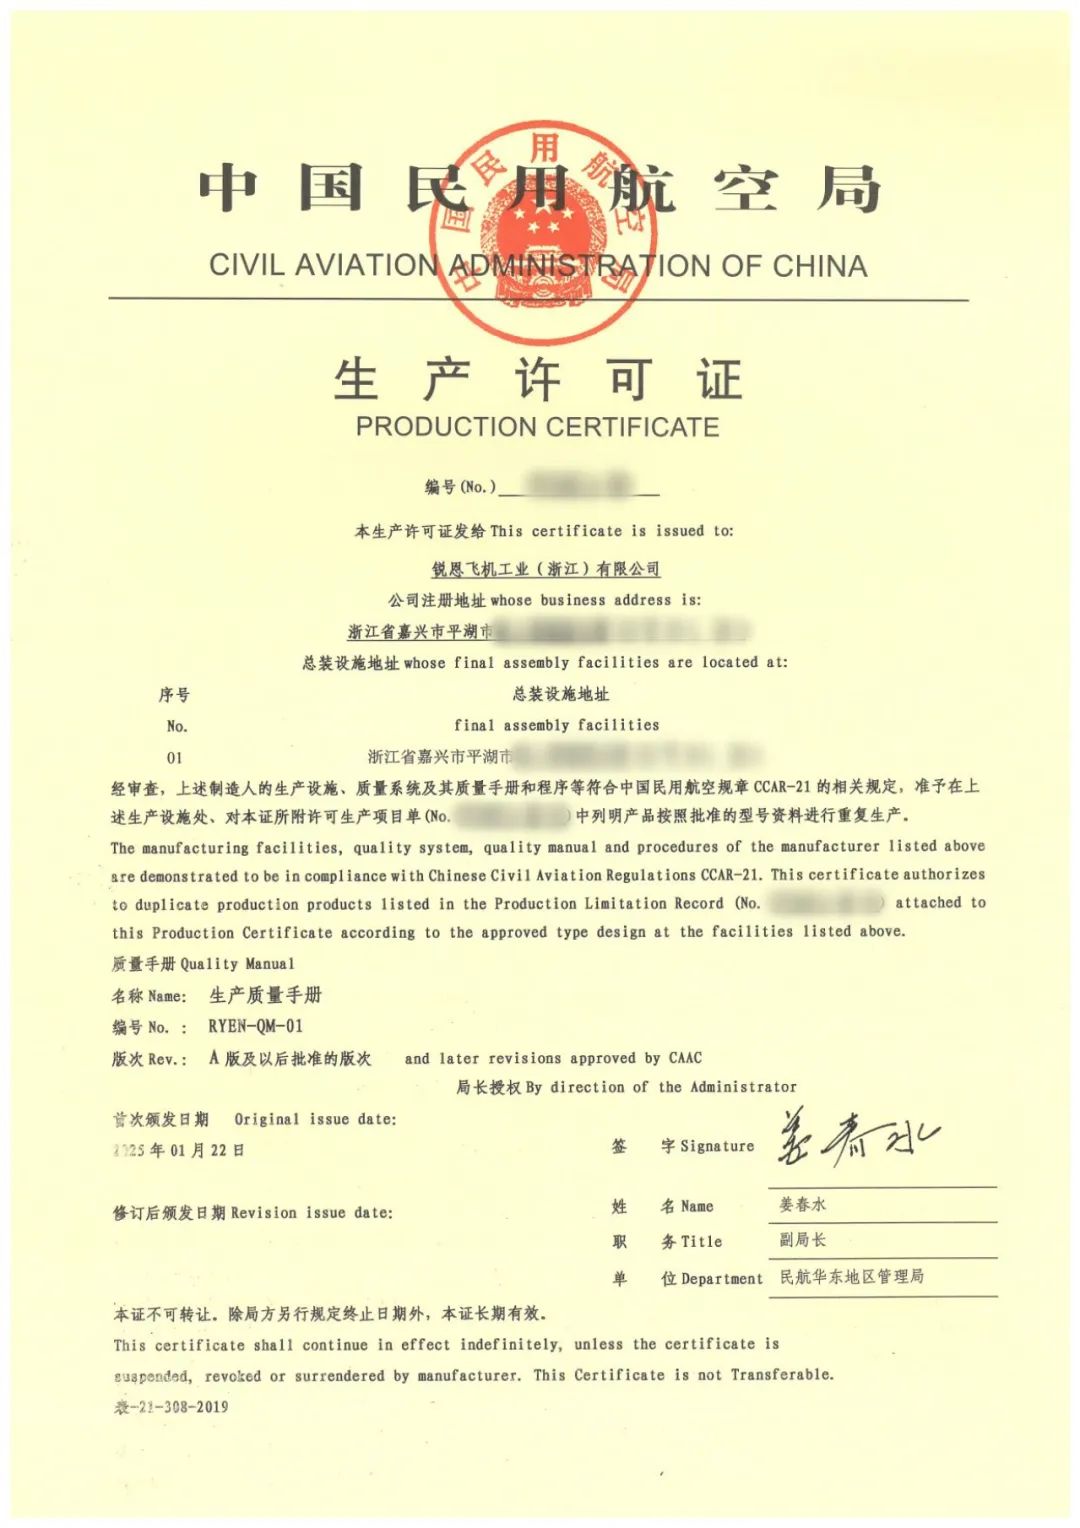 中国民用航空局
中国民用航空局
CIVIL AVIATION ADMINISTRATION OF CHINA
生产许可证
PRODUCTION CERTIFICATE
编号(No.)
本生产许可证发给 This certificate is issued to:
锐恩飞机工业（浙江）有限公司
公司注册地址 whose business address is:
浙江省嘉兴市平湖市
总装设施地址 whose final assembly facilities are located at:
序号 总装设施地址
No. final assembly facilities
01 浙江省嘉兴市平湖市
经审查，上述制造人的生产设施、质量系统及其质量手册和程序等符合中国民用航空规章 CCAR-21 的相关规定，准予在上
述生产设施处、对本证所附许可生产项目单(No. )中列明产品按照批准的型号资料进行重复生产。
The manufacturing facilities, quality system, quality manual and procedures of the manufacturer listed above
are demonstrated to be in compliance with Chinese Civil Aviation Regulations CCAR-21. This certificate authorizes
to duplicate production products listed in the Production Limitation Record (No. ) attached to
this Production Certificate according to the approved type design at the facilities listed above.
质量手册 Quality Manual
名称 Name: 生产质量手册
编号 No. : RYEN-QM-01
版次 Rev.: A 版及以后批准的版次 and later revisions approved by CAAC
局长授权 By direction of the Administrator
首次颁发日期 Original issue date:
2025 年 01 月 22 日
签 字 Signature 姜春水
修订后颁发日期 Revision issue date:
姓 名 Name 姜春水
职 务 Title 副局长
单 位 Department 民航华东地区管理局
本证不可转让。除局方另行规定终止日期外，本证长期有效。
This certificate shall continue in effect indefinitely, unless the certificate is
suspended, revoked or surrendered by manufacturer. This Certificate is not Transferable.
表-21-308-2019